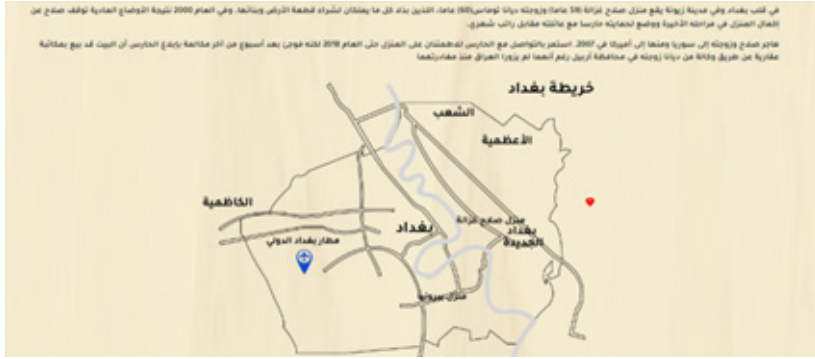 في قلب بغداد وفي مدينة زيونة يقع منزل صلاح غزالة (59 عاما) وزوجته ديانا توماس(60) عاما، اللذين بذلا كل ما يملكان لشراء قطعة الأرض وبنائها. وفي العام 2000 نتيجة الأوضاع المادية توقف صلاح عن
إكمال المنزل في مراحله الأخيرة ووضع لحمايته حارسا مع عائلته مقابل راتب شهري.
هاجر صلاح وزوجته إلى سوريا ومنها إلى أميركا في 2007. استمر بالتواصل مع الحارس للاطمئنان على المنزل حتى العام 2018 لكنه فوجئ بعد أسبوع من آخر مكالمة بإبلاغ الحارس أن البيت قد بيع بمكاتبة
عقارية عن طريق وكالة من ديانا زوجته في محافظة أربيل رغم أنهما لم يزورا العراق منذ مغادرتهما
خريطة بغداد
الشعب
الأعظمية
الكاظمية
منزل صلاح غزالة
بغداد
بغداد
الجديدة
مطار بغداد الدولي
منزل